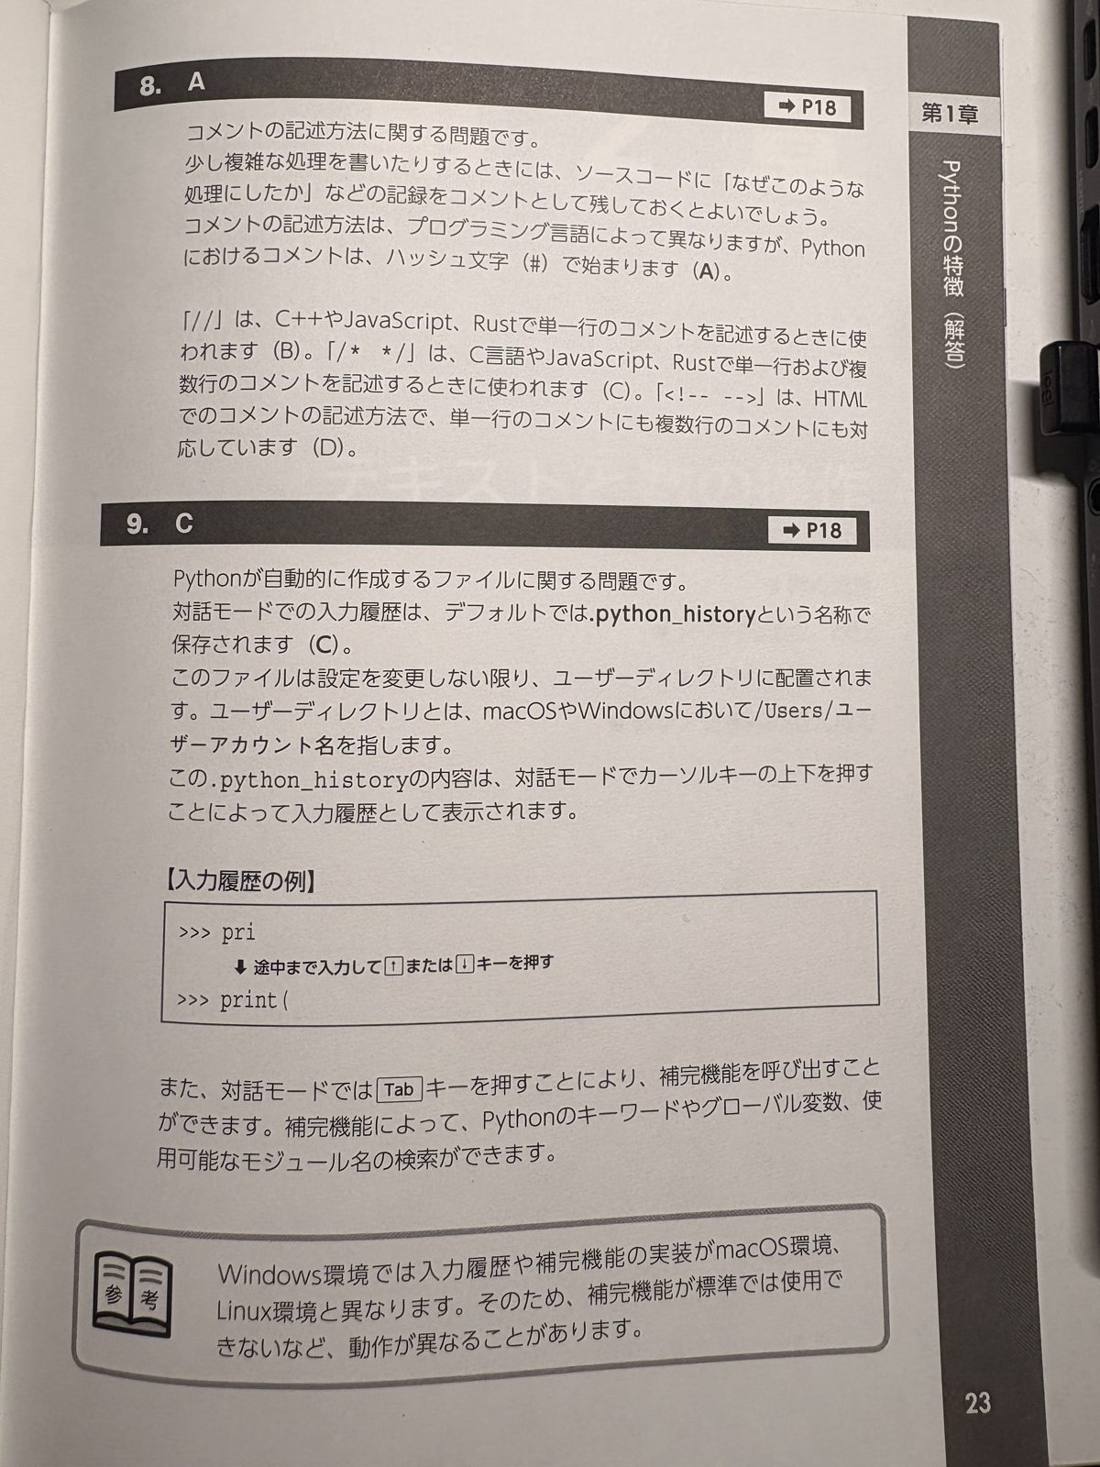 8. A
➡ P18
コメントの記述方法に関する問題です。
少し複雑な処理を書いたりするときには、ソースコードに「なぜこのような
処理にしたか」などの記録をコメントとして残しておくとよいでしょう。
コメントの記述方法は、プログラミング言語によって異なりますが、Python
におけるコメントは、ハッシュ文字（#）で始まります（A）。
「//」は、C++やJavaScript、Rustで単一行のコメントを記述するときに使
われます（B）。「/* */」は、C言語やJavaScript、Rustで単一行および複
数行のコメントを記述するときに使われます（C）。「<!-- -->」は、HTML
でのコメントの記述方法で、単一行のコメントにも複数行のコメントにも対
応しています（D）。
9. C
➡ P18
Pythonが自動的に作成するファイルに関する問題です。
対話モードでの入力履歴は、デフォルトでは.python_historyという名称で
保存されます（C）。
このファイルは設定を変更しない限り、ユーザーディレクトリに配置されま
す。ユーザーディレクトリとは、macOSやWindowsにおいて/Users/ユー
ザーアカウント名を指します。
この.python_historyの内容は、対話モードでカーソルキーの上下を押す
ことによって入力履歴として表示されます。
【入力履歴の例】
>>> pri
⬇ 途中まで入力して↑または↓キーを押す
>>> print(
また、対話モードではTabキーを押すことにより、補完機能を呼び出すこと
ができます。補完機能によって、Pythonのキーワードやグローバル変数、使
用可能なモジュール名の検索ができます。
参考
Windows環境では入力履歴や補完機能の実装がmacOS環境、
Linux環境と異なります。そのため、補完機能が標準では使用で
きないなど、動作が異なることがあります。
第1章
Pythonの特徴（解答）
23